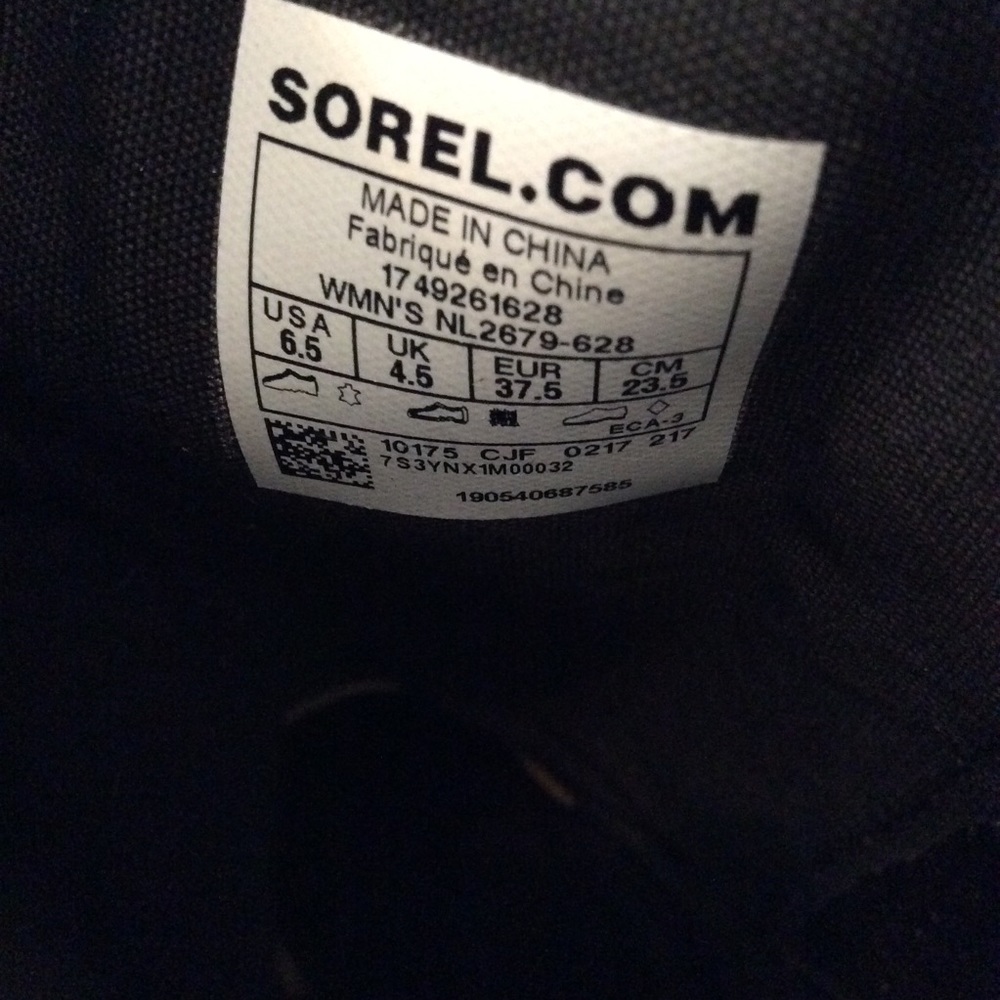 SOREL.COM
MADE IN CHINA
Fabriqué en Chine
1749261628
WMN'S NL2679-628
USA UK EUR CM
6.5 4.5 37.5 23.5
ECA-3
10175 CJF 0217 217
7S3YNX1M00032
190540687585